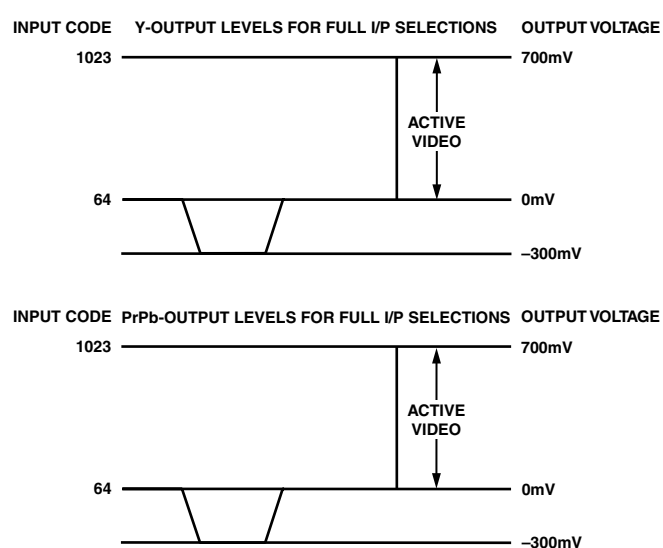 INPUT CODE Y-OUTPUT LEVELS FOR FULL I/P SELECTIONS OUTPUT VOLTAGE
1023 700mV
ACTIVE
VIDEO
64 0mV
–300mV
INPUT CODE PrPb-OUTPUT LEVELS FOR FULL I/P SELECTIONS OUTPUT VOLTAGE
1023 700mV
ACTIVE
VIDEO
64 0mV
–300mV